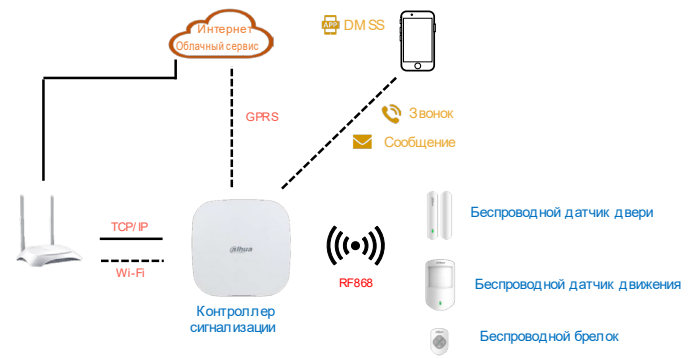 Интернет
Облачный сервис
APP DMSS
GPRS
Звонок
Сообщение
TCP/IP
Wi-Fi
alhua
RF868
Контроллер
сигнализации
Беспроводной датчик двери
Беспроводной датчик движения
Беспроводной брелок